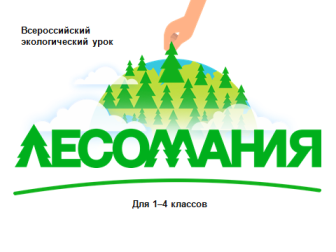 Всероссийский
экологический урок
ЛЕСОМАНИЯ
Для 1–4 классов